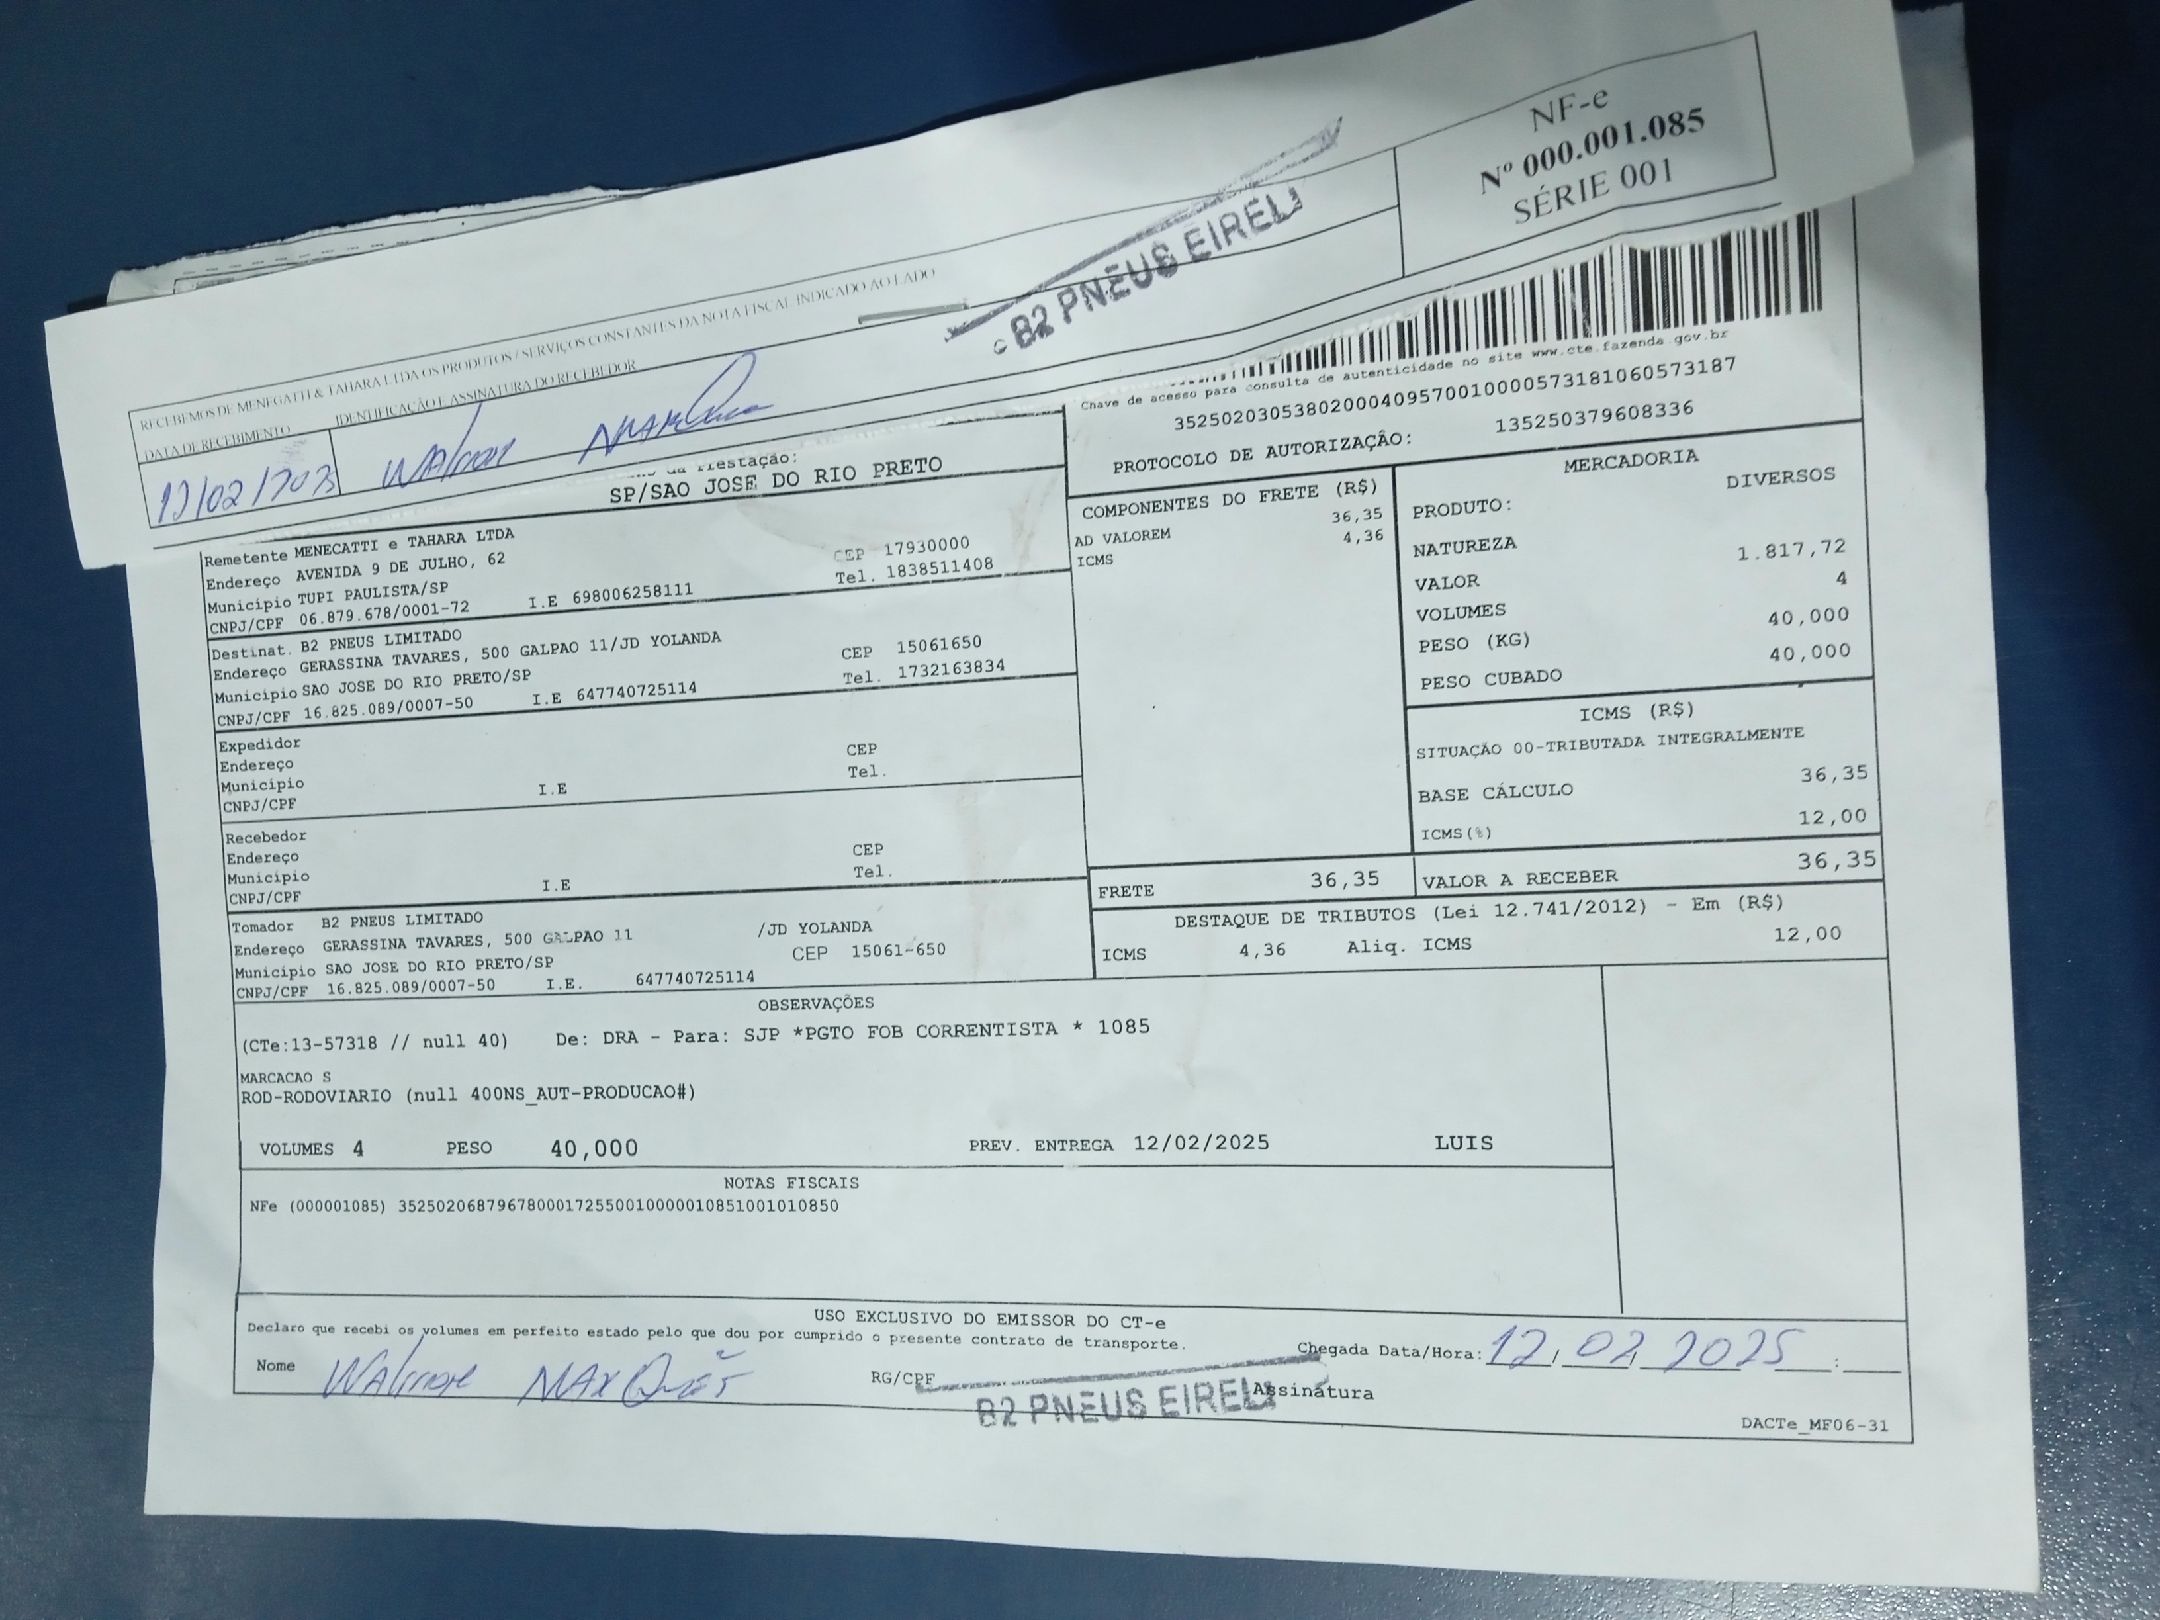 NF-e
Nº 000.001.085
SÉRIE 001
RECEBEMOS DE MENEGATTI & TAHARA LTDA OS PRODUTOS / SERVIÇOS CONSTANTES DA NOTA FISCAL INDICADO AO LADO
DATA DE RECEBIMENTO
IDENTIFICAÇÃO E ASSINATURA DO RECEBEDOR
B2 PNEUS EIRELI
Chave de acesso para consulta de autenticidade no site www.cte.fazenda.gov.br
35250203053802000409570010000573181060573187
PROTOCOLO DE AUTORIZAÇÃO: 135250379608336
da Prestação:
SP/SAO JOSE DO RIO PRETO
Remetente MENECATTI e TAHARA LTDA
Endereço AVENIDA 9 DE JULHO, 62 CEP 17930000
Município TUPI PAULISTA/SP Tel. 1838511408
CNPJ/CPF 06.879.678/0001-72 I.E 698006258111
Destinat. B2 PNEUS LIMITADO
Endereço GERASSINA TAVARES, 500 GALPAO 11/JD YOLANDA CEP 15061650
Município SAO JOSE DO RIO PRETO/SP Tel. 1732163834
CNPJ/CPF 16.825.089/0007-50 I.E 647740725114
Expedidor
Endereço CEP
Município Tel.
CNPJ/CPF I.E
Recebedor
Endereço CEP
Município Tel.
CNPJ/CPF I.E
Tomador B2 PNEUS LIMITADO
Endereço GERASSINA TAVARES, 500 GALPAO 11 /JD YOLANDA
Município SAO JOSE DO RIO PRETO/SP CEP 15061-650
CNPJ/CPF 16.825.089/0007-50 I.E. 647740725114
COMPONENTES DO FRETE (R$)
AD VALOREM 36,35
ICMS 4,36
MERCADORIA
PRODUTO: DIVERSOS
NATUREZA
VALOR 1.817,72
VOLUMES 4
PESO (KG) 40,000
PESO CUBADO 40,000
ICMS (R$)
SITUAÇÃO 00-TRIBUTADA INTEGRALMENTE
BASE CÁLCULO 36,35
ICMS(%) 12,00
FRETE 36,35 VALOR A RECEBER 36,35
DESTAQUE DE TRIBUTOS (Lei 12.741/2012) - Em (R$)
ICMS 4,36 Aliq. ICMS 12,00
OBSERVAÇÕES
(CTe:13-57318 // null 40) De: DRA - Para: SJP *PGTO FOB CORRENTISTA * 1085
MARCACAO S
ROD-RODOVIARIO (null 400NS_AUT-PRODUCAO#)
VOLUMES 4 PESO 40,000 PREV. ENTREGA 12/02/2025 LUIS
NOTAS FISCAIS
NFe (000001085) 35250206879678000172550010000010851001010850
USO EXCLUSIVO DO EMISSOR DO CT-e
Declaro que recebi os volumes em perfeito estado pelo que dou por cumprido o presente contrato de transporte.
Chegada Data/Hora: 12/02/2025 :
Nome RG/CPF Assinatura
B2 PNEUS EIRELI
DACTe_MF06-31